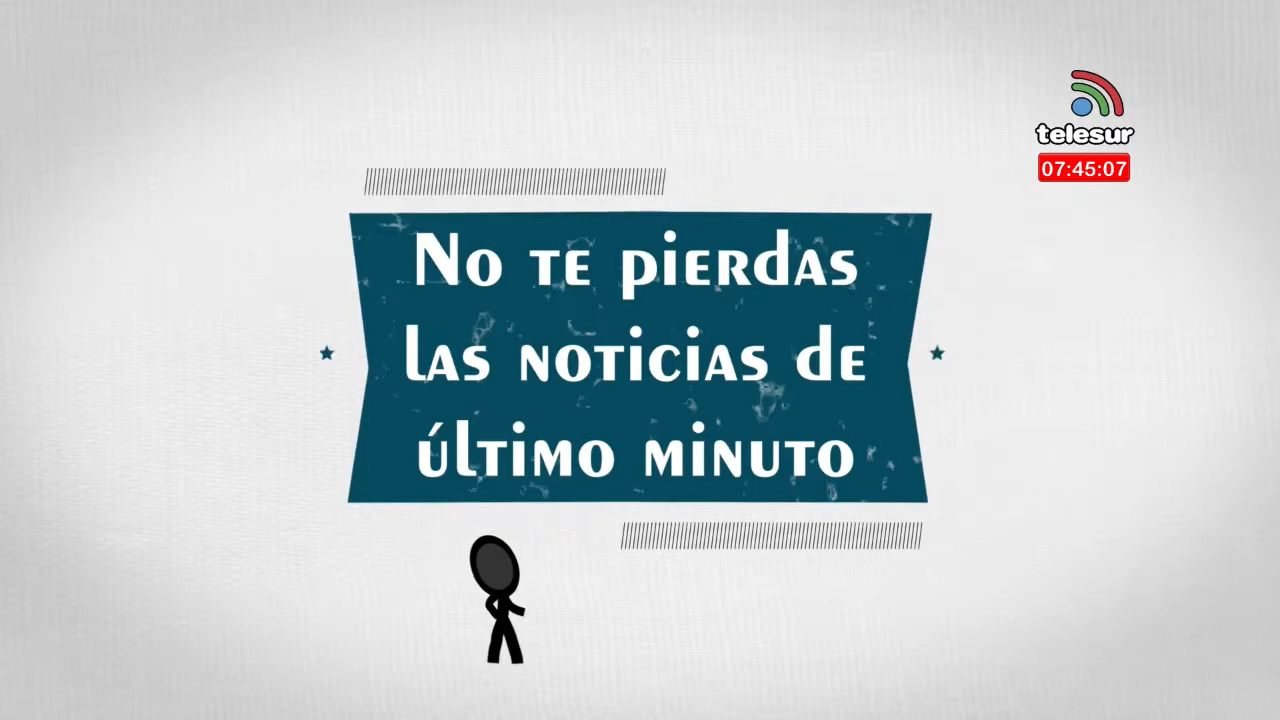 telesur
07:45:07
No te pierdas
las noticias de
último minuto